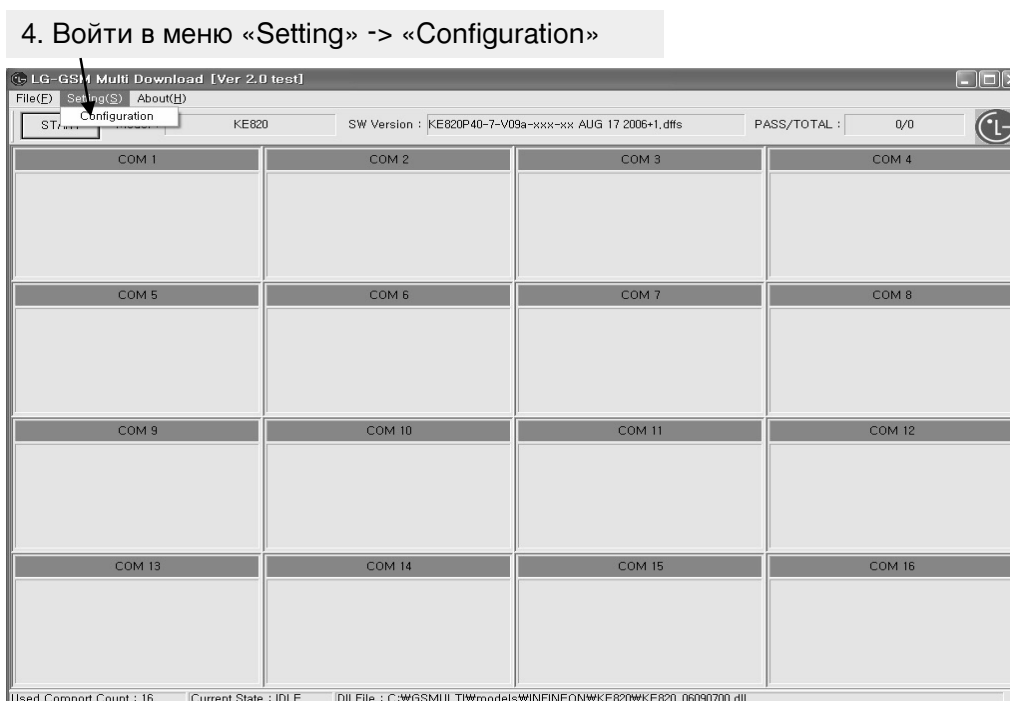 4. Войти в меню «Setting» -> «Configuration»
LG-GSM Multi Download [Ver 2.0 test]
File(F) Setting(S) About(H)
Configuration
START KE820 SW Version : KE820P40-7-V09a-xxx-xx AUG 17 2006+1.dffs PASS/TOTAL : 0/0
COM 1 COM 2 COM 3 COM 4
COM 5 COM 6 COM 7 COM 8
COM 9 COM 10 COM 11 COM 12
COM 13 COM 14 COM 15 COM 16
Used Comport Count : 16 Current State : IDLE Dll File : C:₩GSMULTI₩models₩INFINEON₩KE820₩KE820_06090700.dll